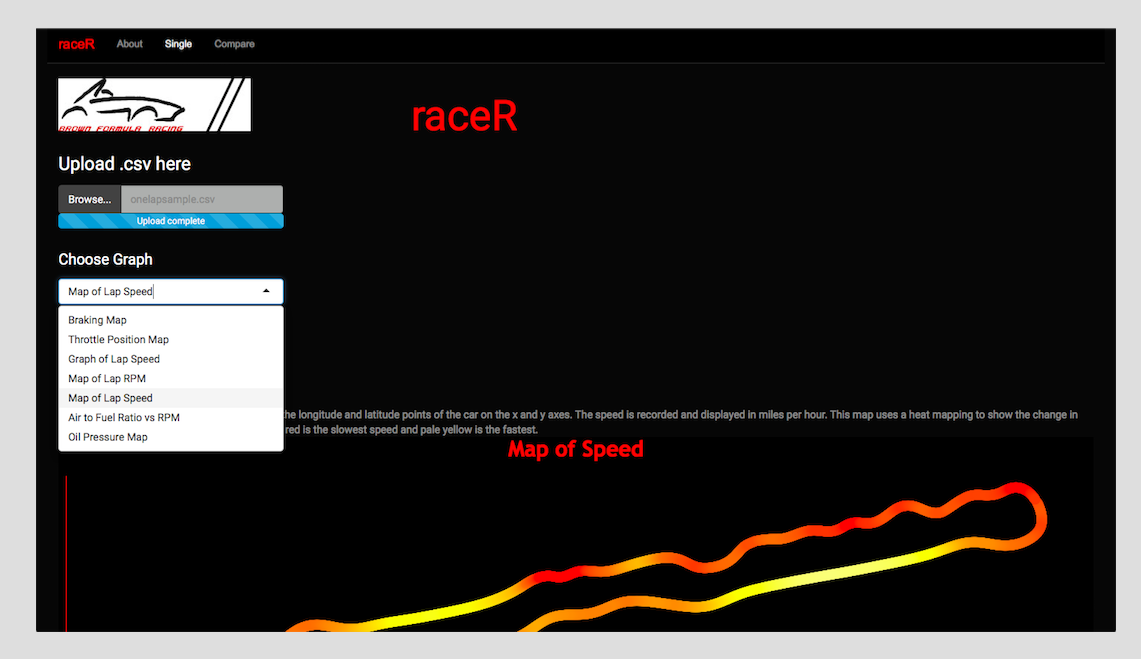 raceR About Single Compare
BROWN FORMULA RACING
raceR
Upload .csv here
Browse... onelapsample.csv
Upload complete
Choose Graph
Map of Lap Speed
Braking Map
Throttle Position Map
Graph of Lap Speed
Map of Lap RPM
Map of Lap Speed
Air to Fuel Ratio vs RPM
Oil Pressure Map
he longitude and latitude points of the car on the x and y axes. The speed is recorded and displayed in miles per hour. This map uses a heat mapping to show the change in
red is the slowest speed and pale yellow is the fastest.
Map of Speed